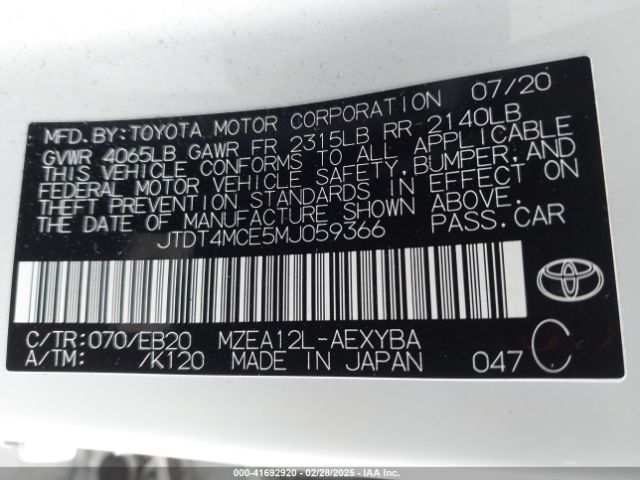 07/20
MFD.BY:TOYOTA MOTOR CORPORATION
GVWR 4065LB GAWR FR 2315LB RR 2140LB
THIS VEHICLE CONFORMS TO ALL APPLICABLE
FEDERAL MOTOR VEHICLE SAFETY,BUMPER,AND
THEFT PREVENTION STANDARDS IN EFFECT ON
THE DATE OF MANUFACTURE SHOWN ABOVE.
JTDT4MCE5MJ059366 PASS.CAR
C/TR:070/EB20 MZEA12L-AEXYBA
A/TM: /K120 MADE IN JAPAN 047 C
000-41692920 - 02/28/2025 - IAAI.COM